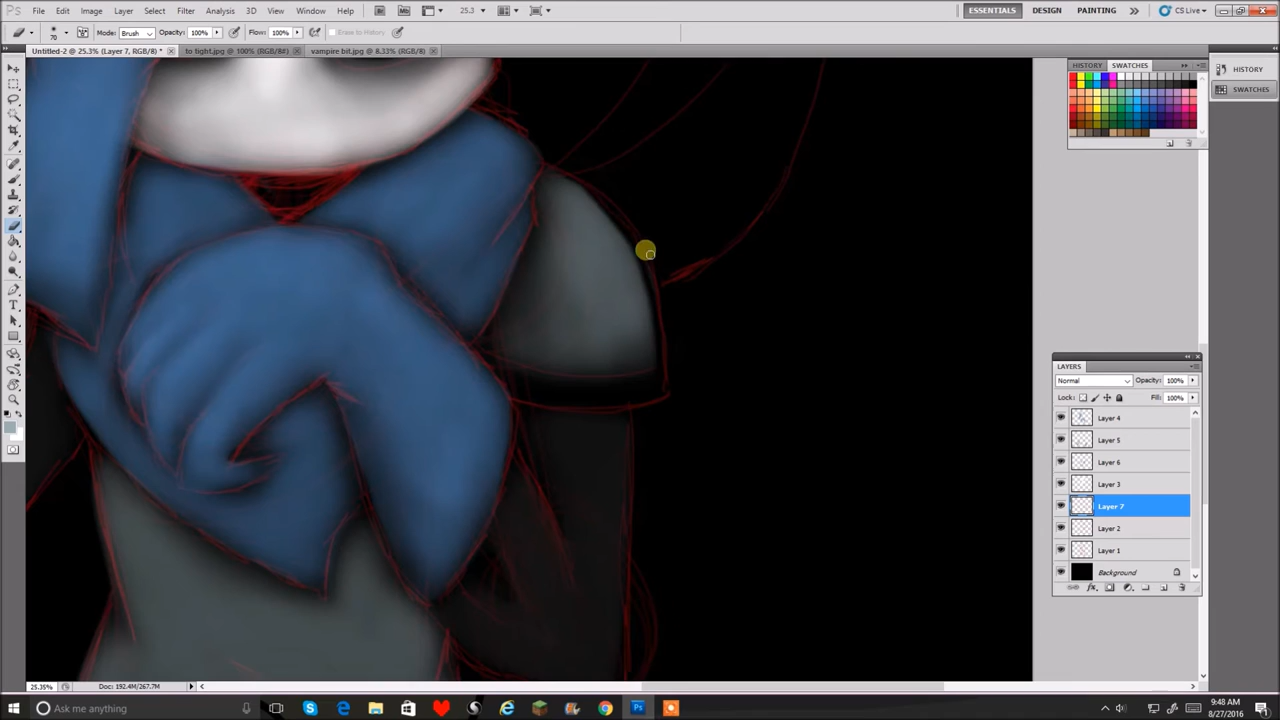 Ps File Edit Image Layer Select Filter Analysis 3D View Window Help Br Mb 25.3 ESSENTIALS DESIGN PAINTING CS Live
70 Mode: Brush Opacity: 100% Flow: 100% Erase to History
Untitled-2 @ 25.3% (Layer 7, RGB/8) * to tight.jpg @ 100% (RGB/8#) vampire bit.jpg @ 8.33% (RGB/8)
HISTORY SWATCHES
HISTORY
SWATCHES
LAYERS
Normal Opacity: 100%
Lock: Fill: 100%
Layer 4
Layer 5
Layer 6
Layer 3
Layer 7
Layer 2
Layer 1
Background
25.35% Doc: 192.4M/267.7M
Ask me anything
9:48 AM
8/27/2016